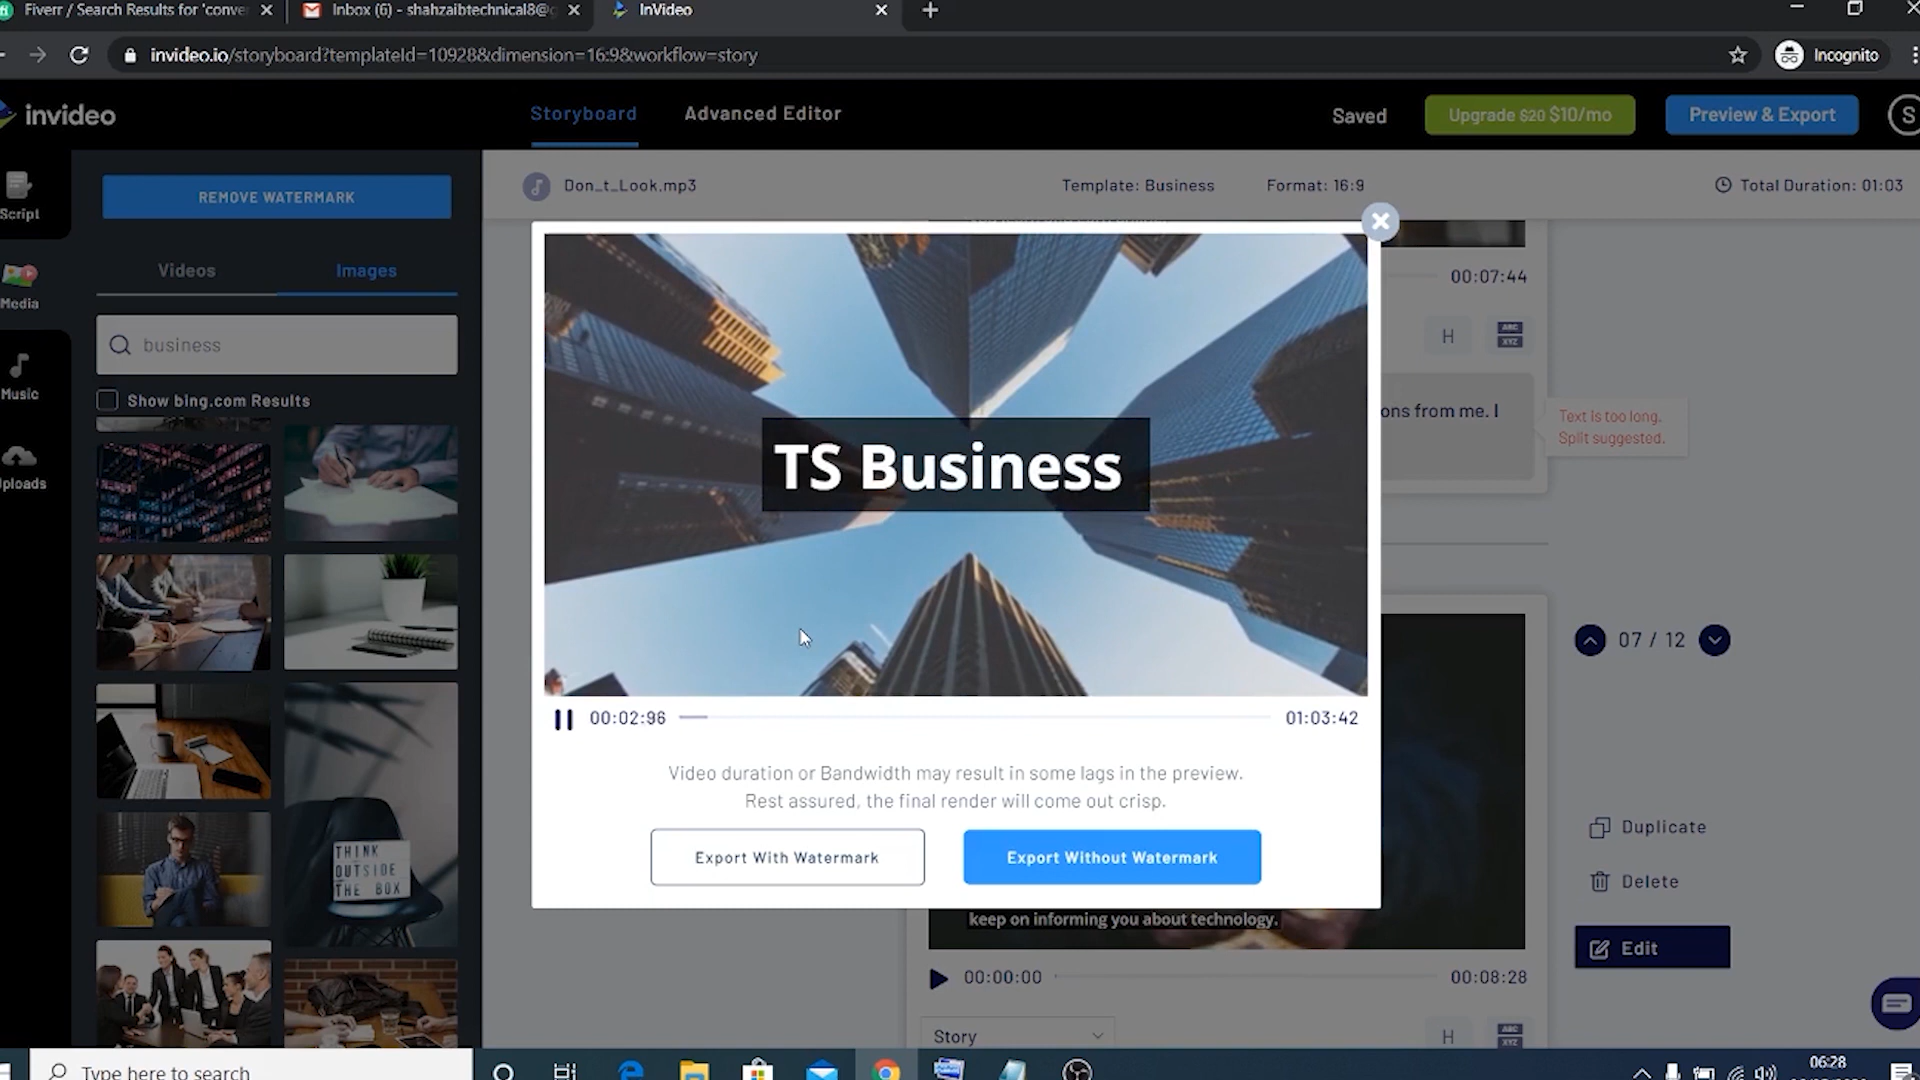 Fiverr / Search Results for 'conver
Inbox (6) - shahzaibtechnical8@g
InVideo
invideo.io/storyboard?templateId=10928&dimension=16:9&workflow=story
Incognito
invideo
Storyboard
Advanced Editor
Saved
Upgrade $20 $10/mo
Preview & Export
S
Script
Media
Music
ploads
REMOVE WATERMARK
Videos
Images
business
Show bing.com Results
THINK
OUTSIDE
THE BOX
Don_t_Look.mp3
Template: Business
Format: 16:9
Total Duration: 01:03
00:07:44
H
ABC
XYZ
ons from me. I
Text is too long.
Split suggested.
TS Business
00:02:96
01:03:42
Video duration or Bandwidth may result in some lags in the preview.
Rest assured, the final render will come out crisp.
Export With Watermark
Export Without Watermark
07 / 12
Duplicate
Delete
Edit
keep on informing you about technology.
00:00:00
00:08:28
Story
H
ABC
XYZ
Type here to search
06:28